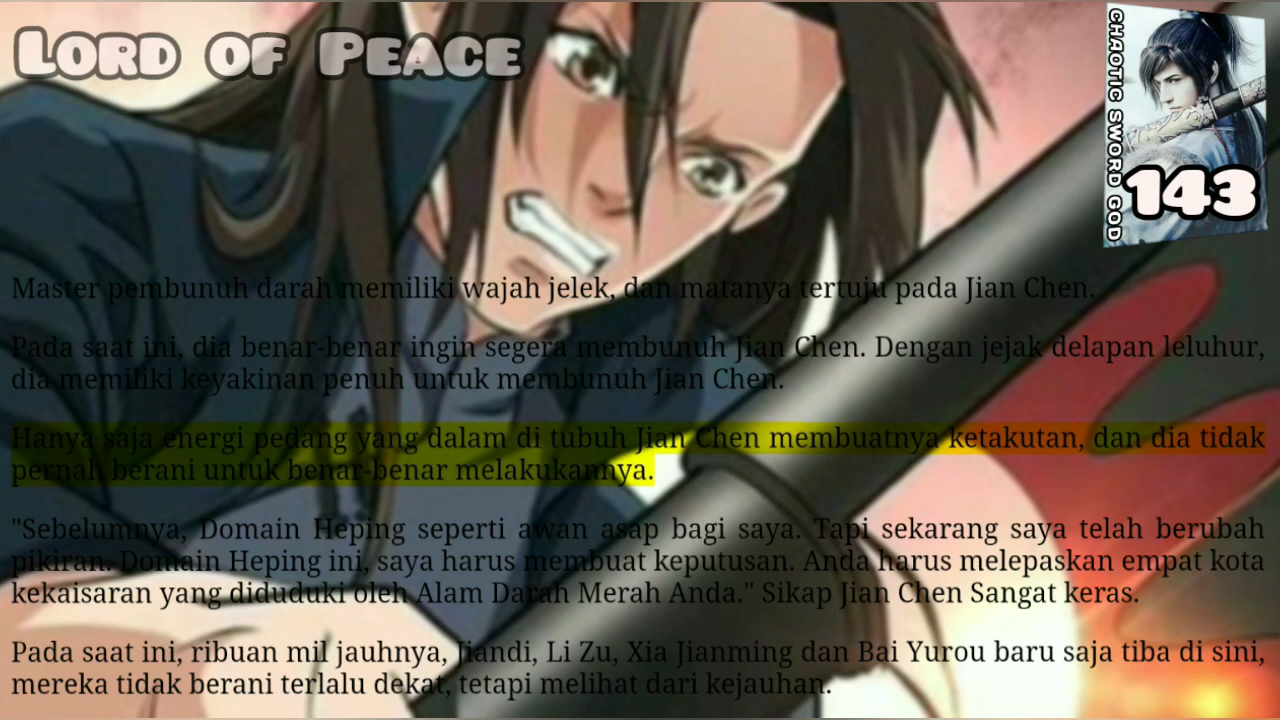 LORD OF PEACE
CHAOTIC SWORD GOD
143
Master pembunuh darah memiliki wajah jelek, dan matanya tertuju pada Jian Chen.
Pada saat ini, dia benar-benar ingin segera membunuh Jian Chen. Dengan jejak delapan leluhur,
dia memiliki keyakinan penuh untuk membunuh Jian Chen.
Hanya saja energi pedang yang dalam di tubuh Jian Chen membuatnya ketakutan, dan dia tidak
pernah berani untuk benar-benar melakukannya.
"Sebelumnya, Domain Heping seperti awan asap bagi saya. Tapi sekarang saya telah berubah
pikiran. Domain Heping ini, saya harus membuat keputusan. Anda harus melepaskan empat kota
kekaisaran yang diduduki oleh Alam Darah Merah Anda." Sikap Jian Chen Sangat keras.
Pada saat ini, ribuan mil jauhnya, Jiandi, Li Zu, Xia Jianming dan Bai Yurou baru saja tiba di sini,
mereka tidak berani terlalu dekat, tetapi melihat dari kejauhan.